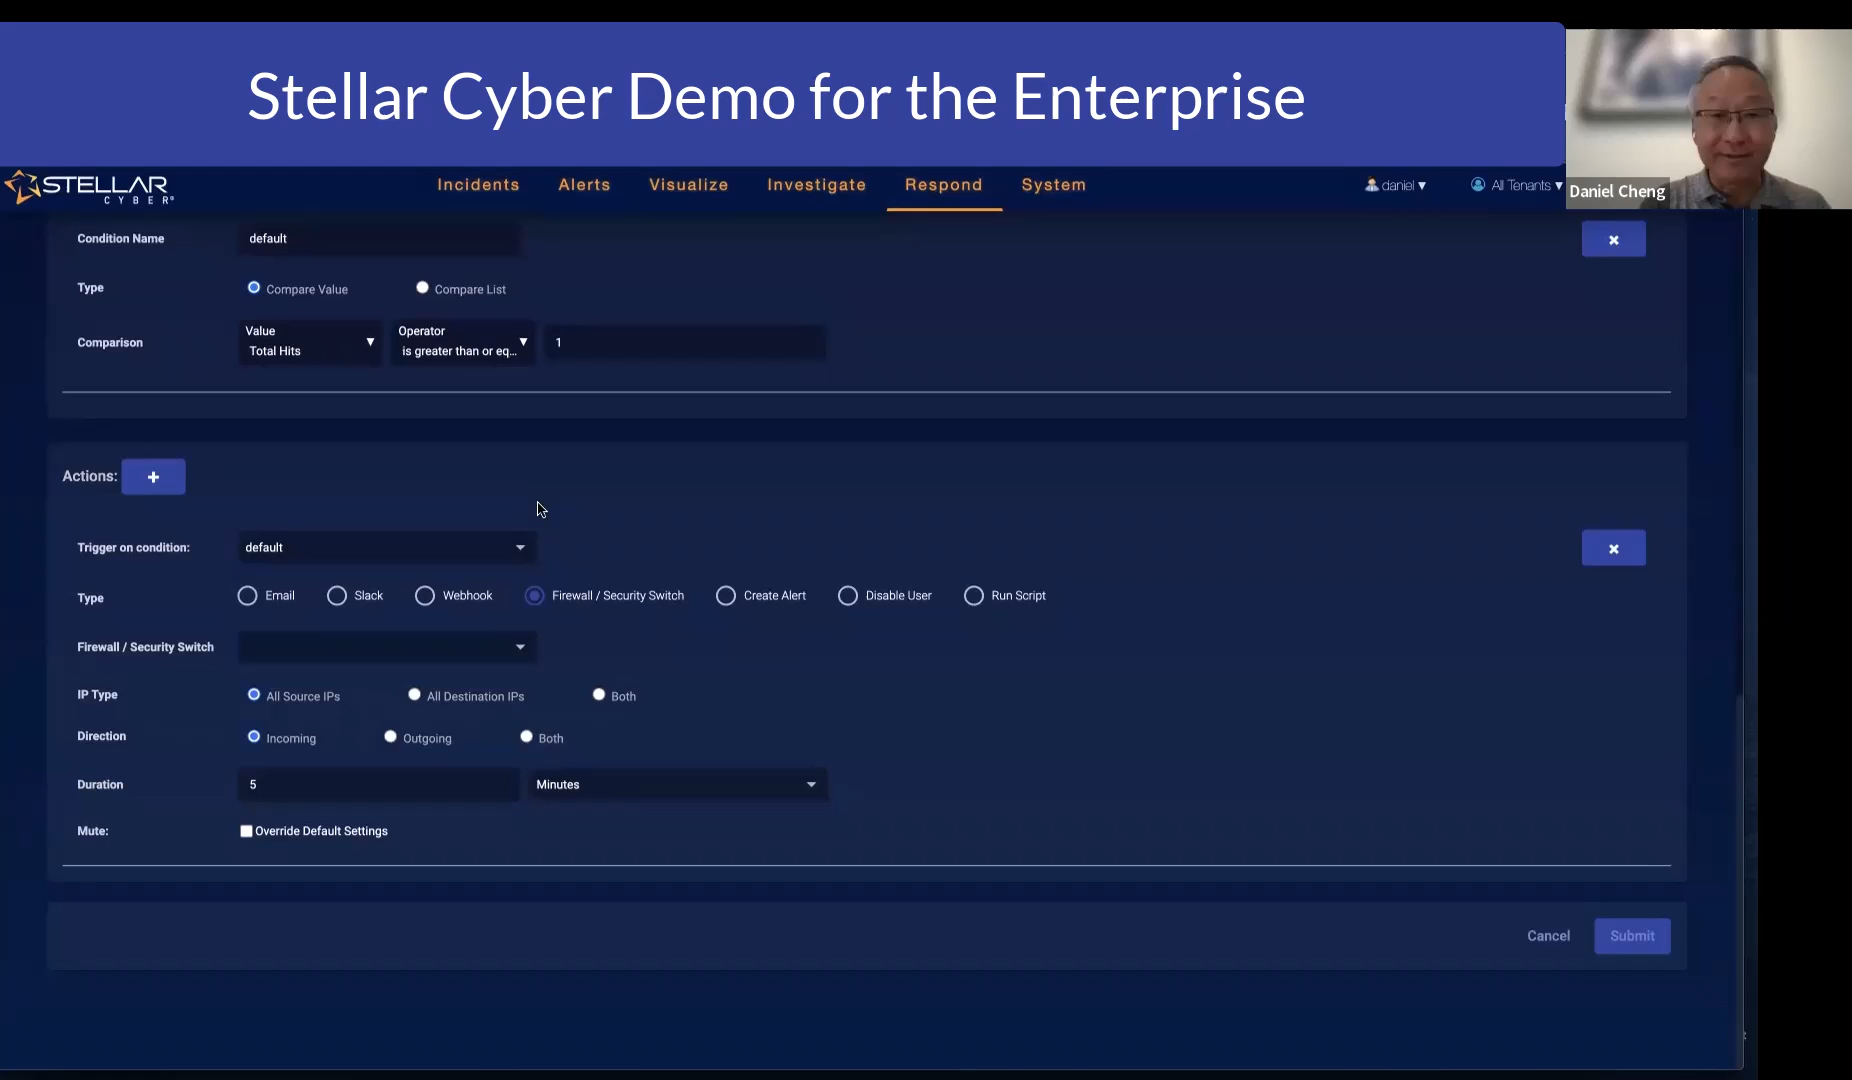 Stellar Cyber Demo for the Enterprise
STELLAR
CYBER®
Incidents Alerts Visualize Investigate Respond System
daniel All Tenants
Daniel Cheng
Condition Name default
Type Compare Value Compare List
Value Operator
Comparison Total Hits is greater than or eq... 1
Actions: +
Trigger on condition: default
Type Email Slack Webhook Firewall / Security Switch Create Alert Disable User Run Script
Firewall / Security Switch
IP Type All Source IPs All Destination IPs Both
Direction Incoming Outgoing Both
Duration 5 Minutes
Mute: Override Default Settings
Cancel Submit